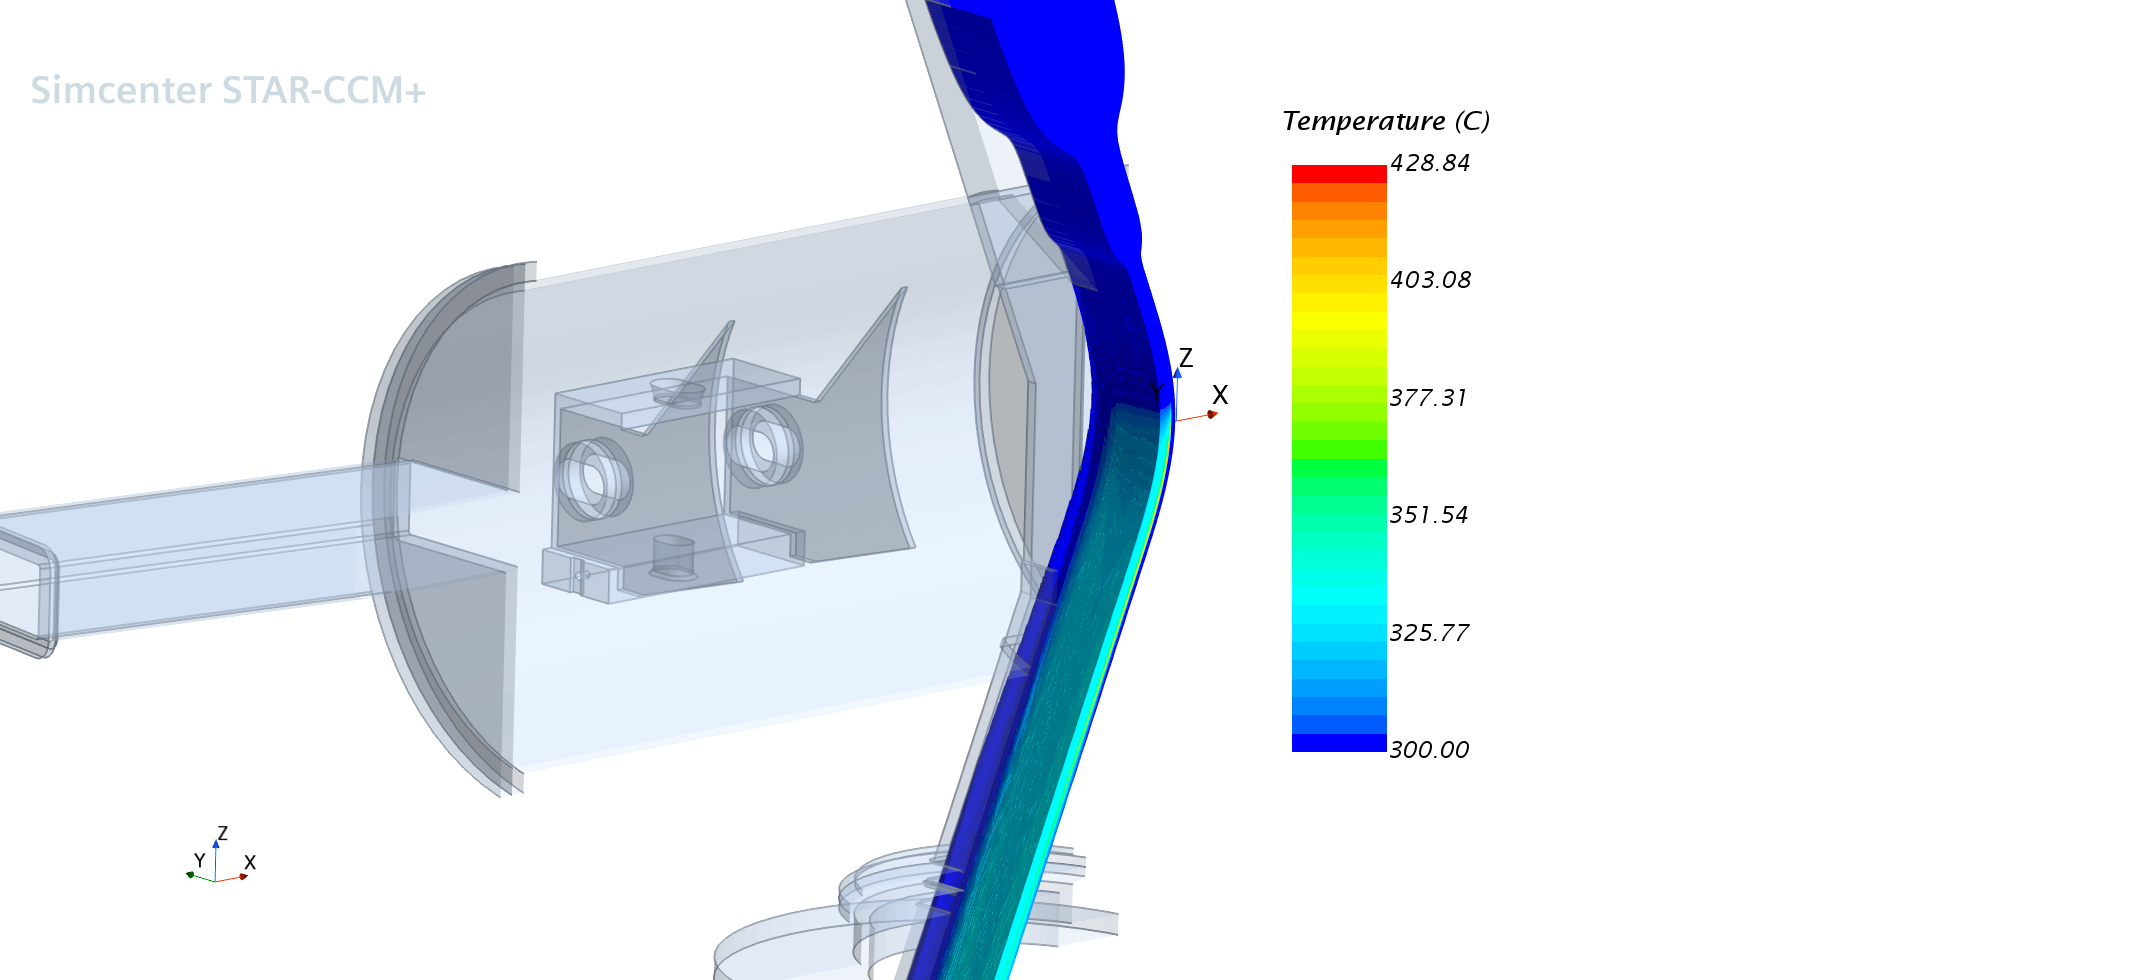 Simcenter STAR-CCM+
Temperature (C)
428.84
403.08
377.31
351.54
325.77
300.00
Z
Y
X
Z
Y
X